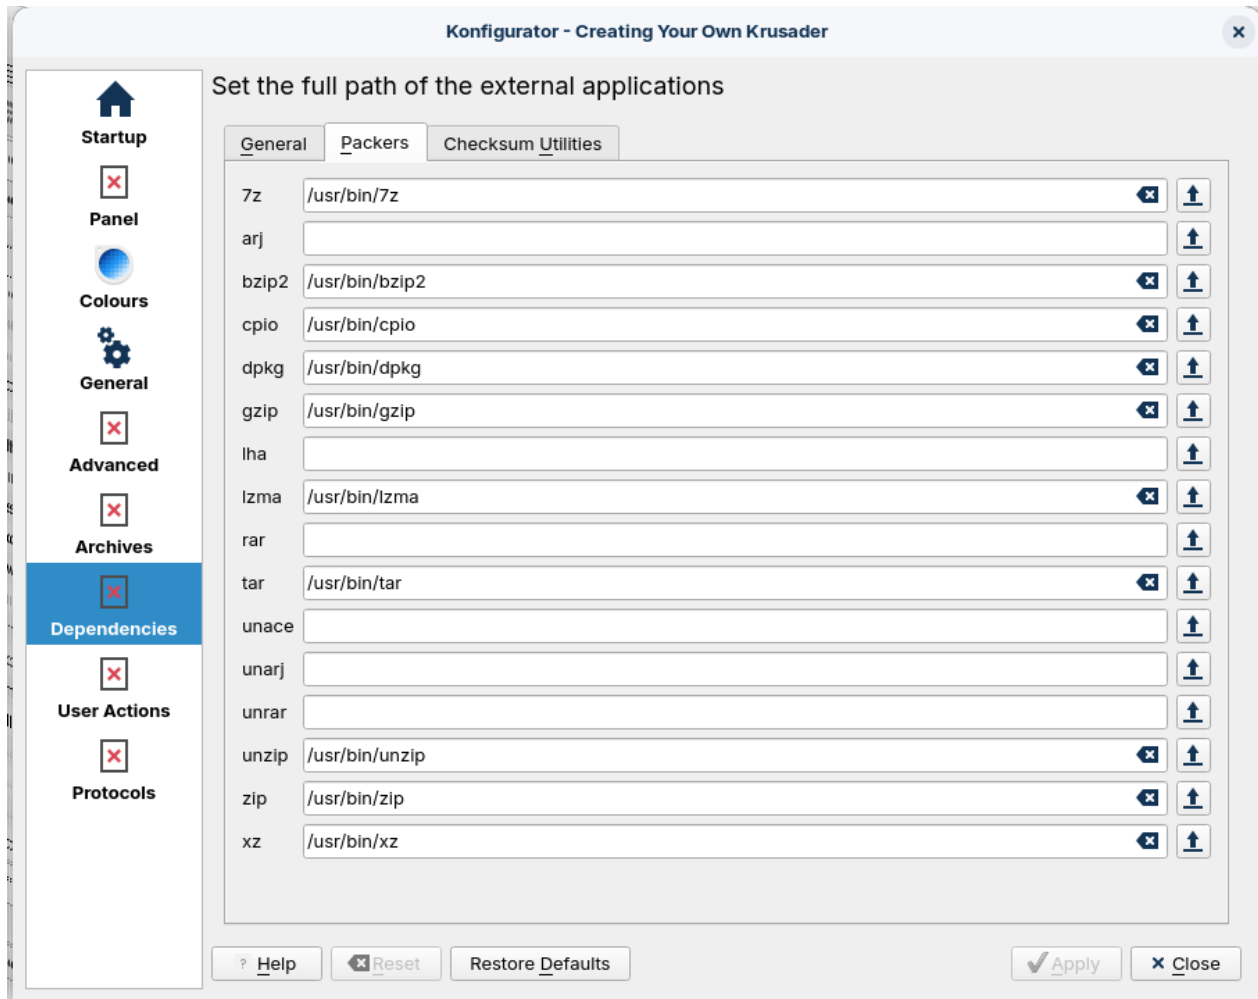 Konfigurator - Creating Your Own Krusader
Startup
Panel
Colours
General
Advanced
Archives
Dependencies
User Actions
Protocols
Set the full path of the external applications
General
Packers
Checksum Utilities
7z /usr/bin/7z
arj
bzip2 /usr/bin/bzip2
cpio /usr/bin/cpio
dpkg /usr/bin/dpkg
gzip /usr/bin/gzip
lha
lzma /usr/bin/lzma
rar
tar /usr/bin/tar
unace
unarj
unrar
unzip /usr/bin/unzip
zip /usr/bin/zip
xz /usr/bin/xz
? Help
Reset
Restore Defaults
Apply
Close